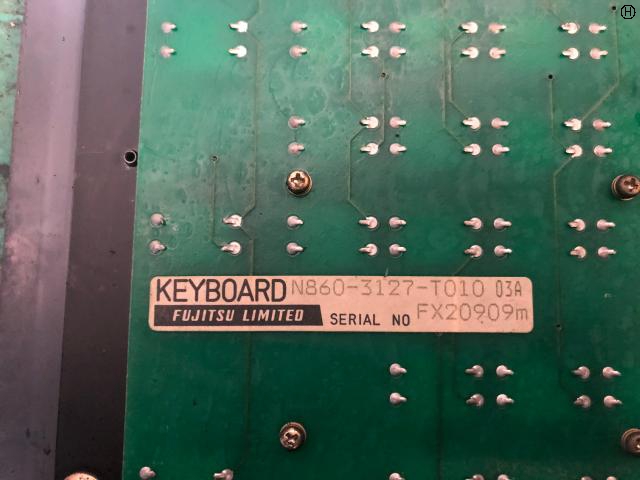 H
KEYBOARD N860-3127-T010 03A
FUJITSU LIMITED SERIAL NO FX20909m